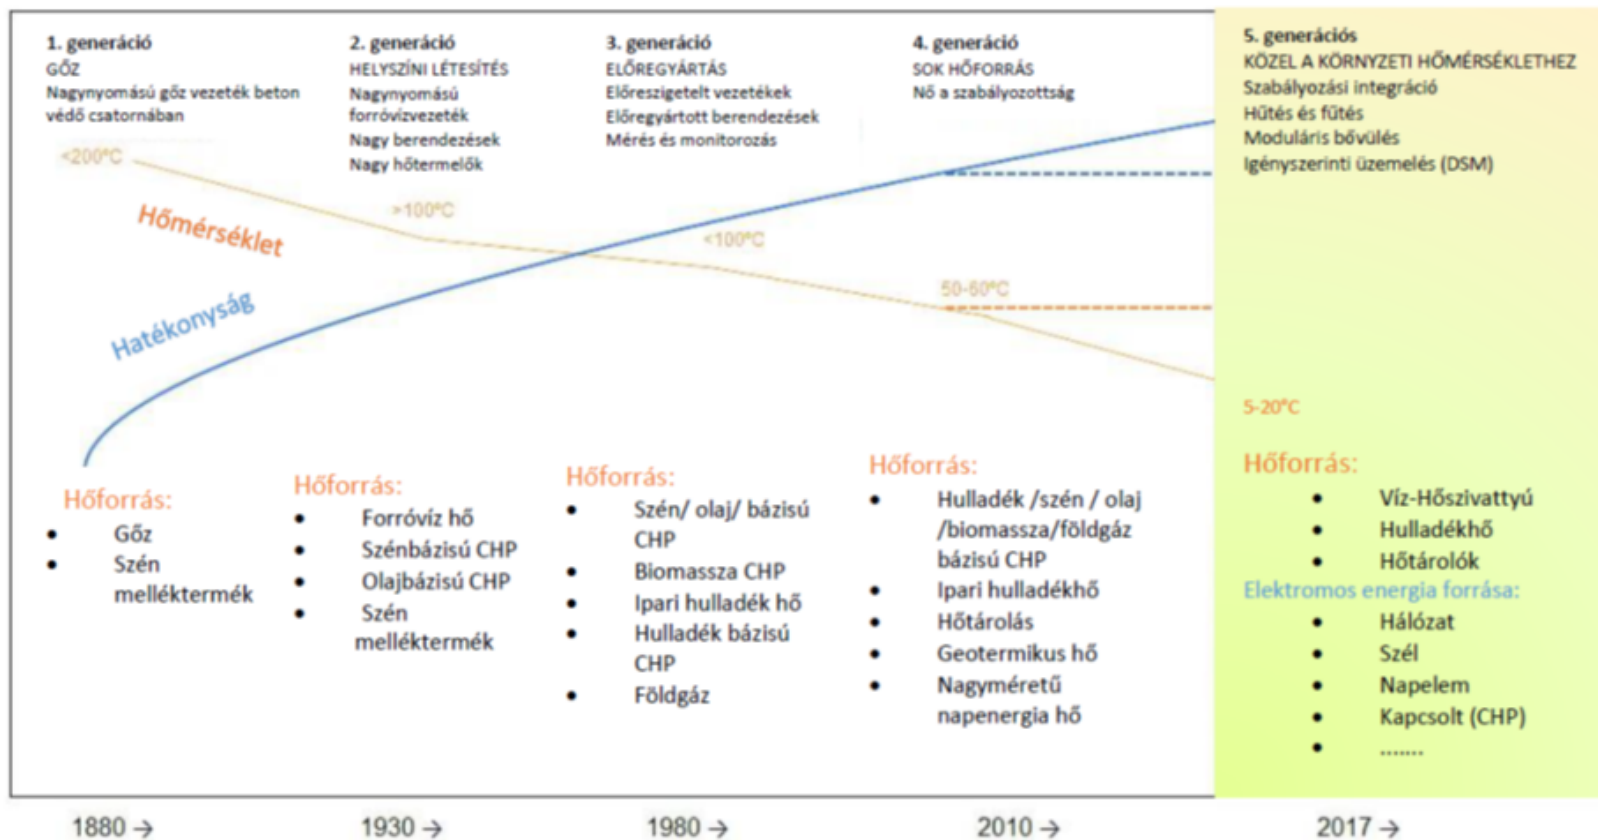 1. generáció
GŐZ
Nagynyomású gőz vezeték beton
védő csatornában
<200°C
2. generáció
HELYSZÍNI LÉTESÍTÉS
Nagynyomású
forróvízvezeték
Nagy berendezések
Nagy hőtermelők
>100°C
3. generáció
ELŐREGYÁRTÁS
Előreszigetelt vezetékek
Előregyártott berendezések
Mérés és monitorozás
<100°C
4. generáció
SOK HŐFORRÁS
Nő a szabályozottság
50-60°C
5. generációs
KÖZEL A KÖRNYZETI HŐMÉRSÉKLETHEZ
Szabályozási integráció
Hűtés és fűtés
Moduláris bővülés
Igényszerinti üzemelés (DSM)
5-20°C
Hőmérséklet
Hatékonyság
Hőforrás:
• Gőz
• Szén
melléktermék
Hőforrás:
• Forróvíz hő
• Szénbázisú CHP
• Olajbázisú CHP
• Szén
melléktermék
Hőforrás:
• Szén/ olaj/ bázisú
CHP
• Biomassza CHP
• Ipari hulladék hő
• Hulladék bázisú
CHP
• Földgáz
Hőforrás:
• Hulladék /szén / olaj
/biomassza/földgáz
bázisú CHP
• Ipari hulladékhő
• Hőtárolás
• Geotermikus hő
• Nagyméretű
napenergia hő
Hőforrás:
• Víz-Hőszivattyú
• Hulladékhő
• Hőtárolók
Elektromos energia forrása:
• Hálózat
• Szél
• Napelem
• Kapcsolt (CHP)
• .......
1880 →
1930 →
1980 →
2010 →
2017 →